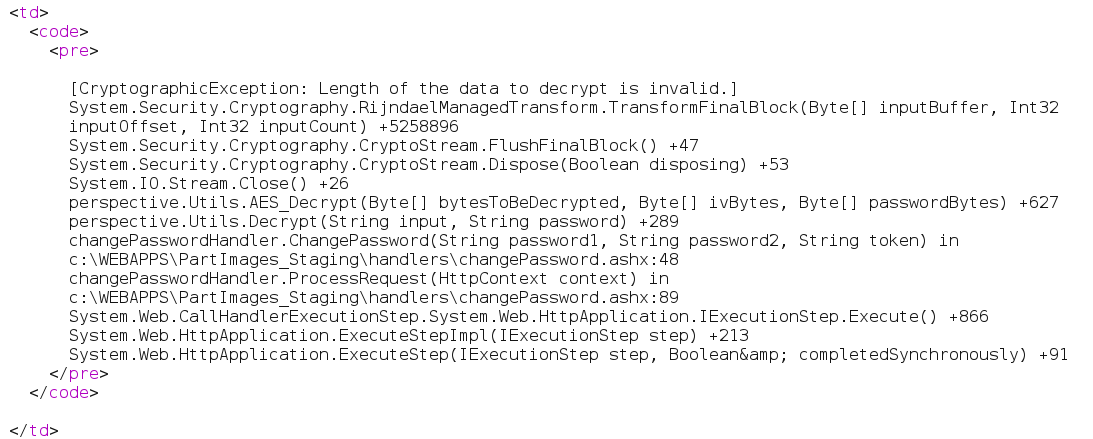 <td>
<code>
<pre>
[CryptographicException: Length of the data to decrypt is invalid.]
System.Security.Cryptography.RijndaelManagedTransform.TransformFinalBlock(Byte[] inputBuffer, Int32
inputOffset, Int32 inputCount) +5258896
System.Security.Cryptography.CryptoStream.FlushFinalBlock() +47
System.Security.Cryptography.CryptoStream.Dispose(Boolean disposing) +53
System.IO.Stream.Close() +26
perspective.Utils.AES_Decrypt(Byte[] bytesToBeDecrypted, Byte[] ivBytes, Byte[] passwordBytes) +627
perspective.Utils.Decrypt(String input, String password) +289
changePasswordHandler.ChangePassword(String password1, String password2, String token) in
c:\WEBAPPS\PartImages_Staging\handlers\changePassword.ashx:48
changePasswordHandler.ProcessRequest(HttpContext context) in
c:\WEBAPPS\PartImages_Staging\handlers\changePassword.ashx:89
System.Web.CallHandlerExecutionStep.System.Web.HttpApplication.IExecutionStep.Execute() +866
System.Web.HttpApplication.ExecuteStepImpl(IExecutionStep step) +213
System.Web.HttpApplication.ExecuteStep(IExecutionStep step, Boolean&amp; completedSynchronously) +91
</pre>
</code>
</td>